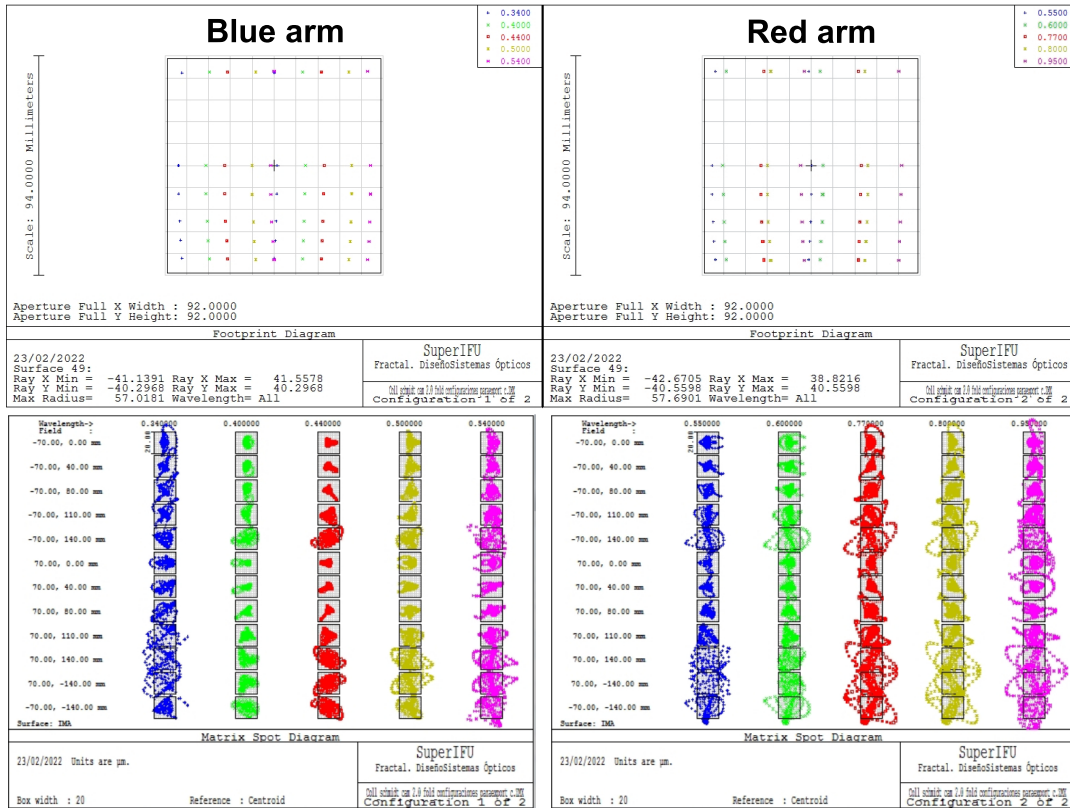 Blue arm
+ 0.3400
× 0.4000
0.4400
× 0.5000
× 0.5400
Scale: 94.0000 Millimeters
Aperture Full X Width : 92.0000
Aperture Full Y Height: 92.0000
Footprint Diagram
23/02/2022
Surface 49:
Ray X Min = -41.1391 Ray X Max = 41.5578
Ray Y Min = -40.2968 Ray Y Max = 40.2968
Max Radius= 57.0181 Wavelength= All
SuperIFU
Fractal. DiseñoSistemas Ópticos
Configuration 1 of 2
Red arm
+ 0.5500
× 0.6000
0.7700
× 0.8000
× 0.9500
Scale: 94.0000 Millimeters
Aperture Full X Width : 92.0000
Aperture Full Y Height: 92.0000
Footprint Diagram
23/02/2022
Surface 49:
Ray X Min = -42.6705 Ray X Max = 38.8216
Ray Y Min = -40.5598 Ray Y Max = 40.5598
Max Radius= 57.6901 Wavelength= All
SuperIFU
Fractal. DiseñoSistemas Ópticos
Configuration 2 of 2
Wavelength-> 0.340000 0.400000 0.440000 0.500000 0.540000
Field :
20.00
-70.00, 0.00 mm
-70.00, 40.00 mm
-70.00, 80.00 mm
-70.00, 110.00 mm
-70.00, 140.00 mm
70.00, 0.00 mm
70.00, 40.00 mm
70.00, 80.00 mm
70.00, 110.00 mm
70.00, 140.00 mm
70.00, -140.00 mm
-70.00, -140.00 mm
Surface: IMA
Matrix Spot Diagram
23/02/2022 Units are µm.
Box width : 20 Reference : Centroid
SuperIFU
Fractal. DiseñoSistemas Ópticos
Configuration 1 of 2
Wavelength-> 0.550000 0.600000 0.770000 0.800000
Field :
20.00
-70.00, 0.00 mm
-70.00, 40.00 mm
-70.00, 80.00 mm
-70.00, 110.00 mm
-70.00, 140.00 mm
70.00, 0.00 mm
70.00, 40.00 mm
70.00, 80.00 mm
70.00, 110.00 mm
70.00, 140.00 mm
70.00, -140.00 mm
-70.00, -140.00 mm
Surface: IMA
Matrix Spot Diagram
23/02/2022 Units are µm.
Box width : 20 Reference : Centroid
SuperIFU
Fractal. DiseñoSistemas Ópticos
Configuration 2 of 2